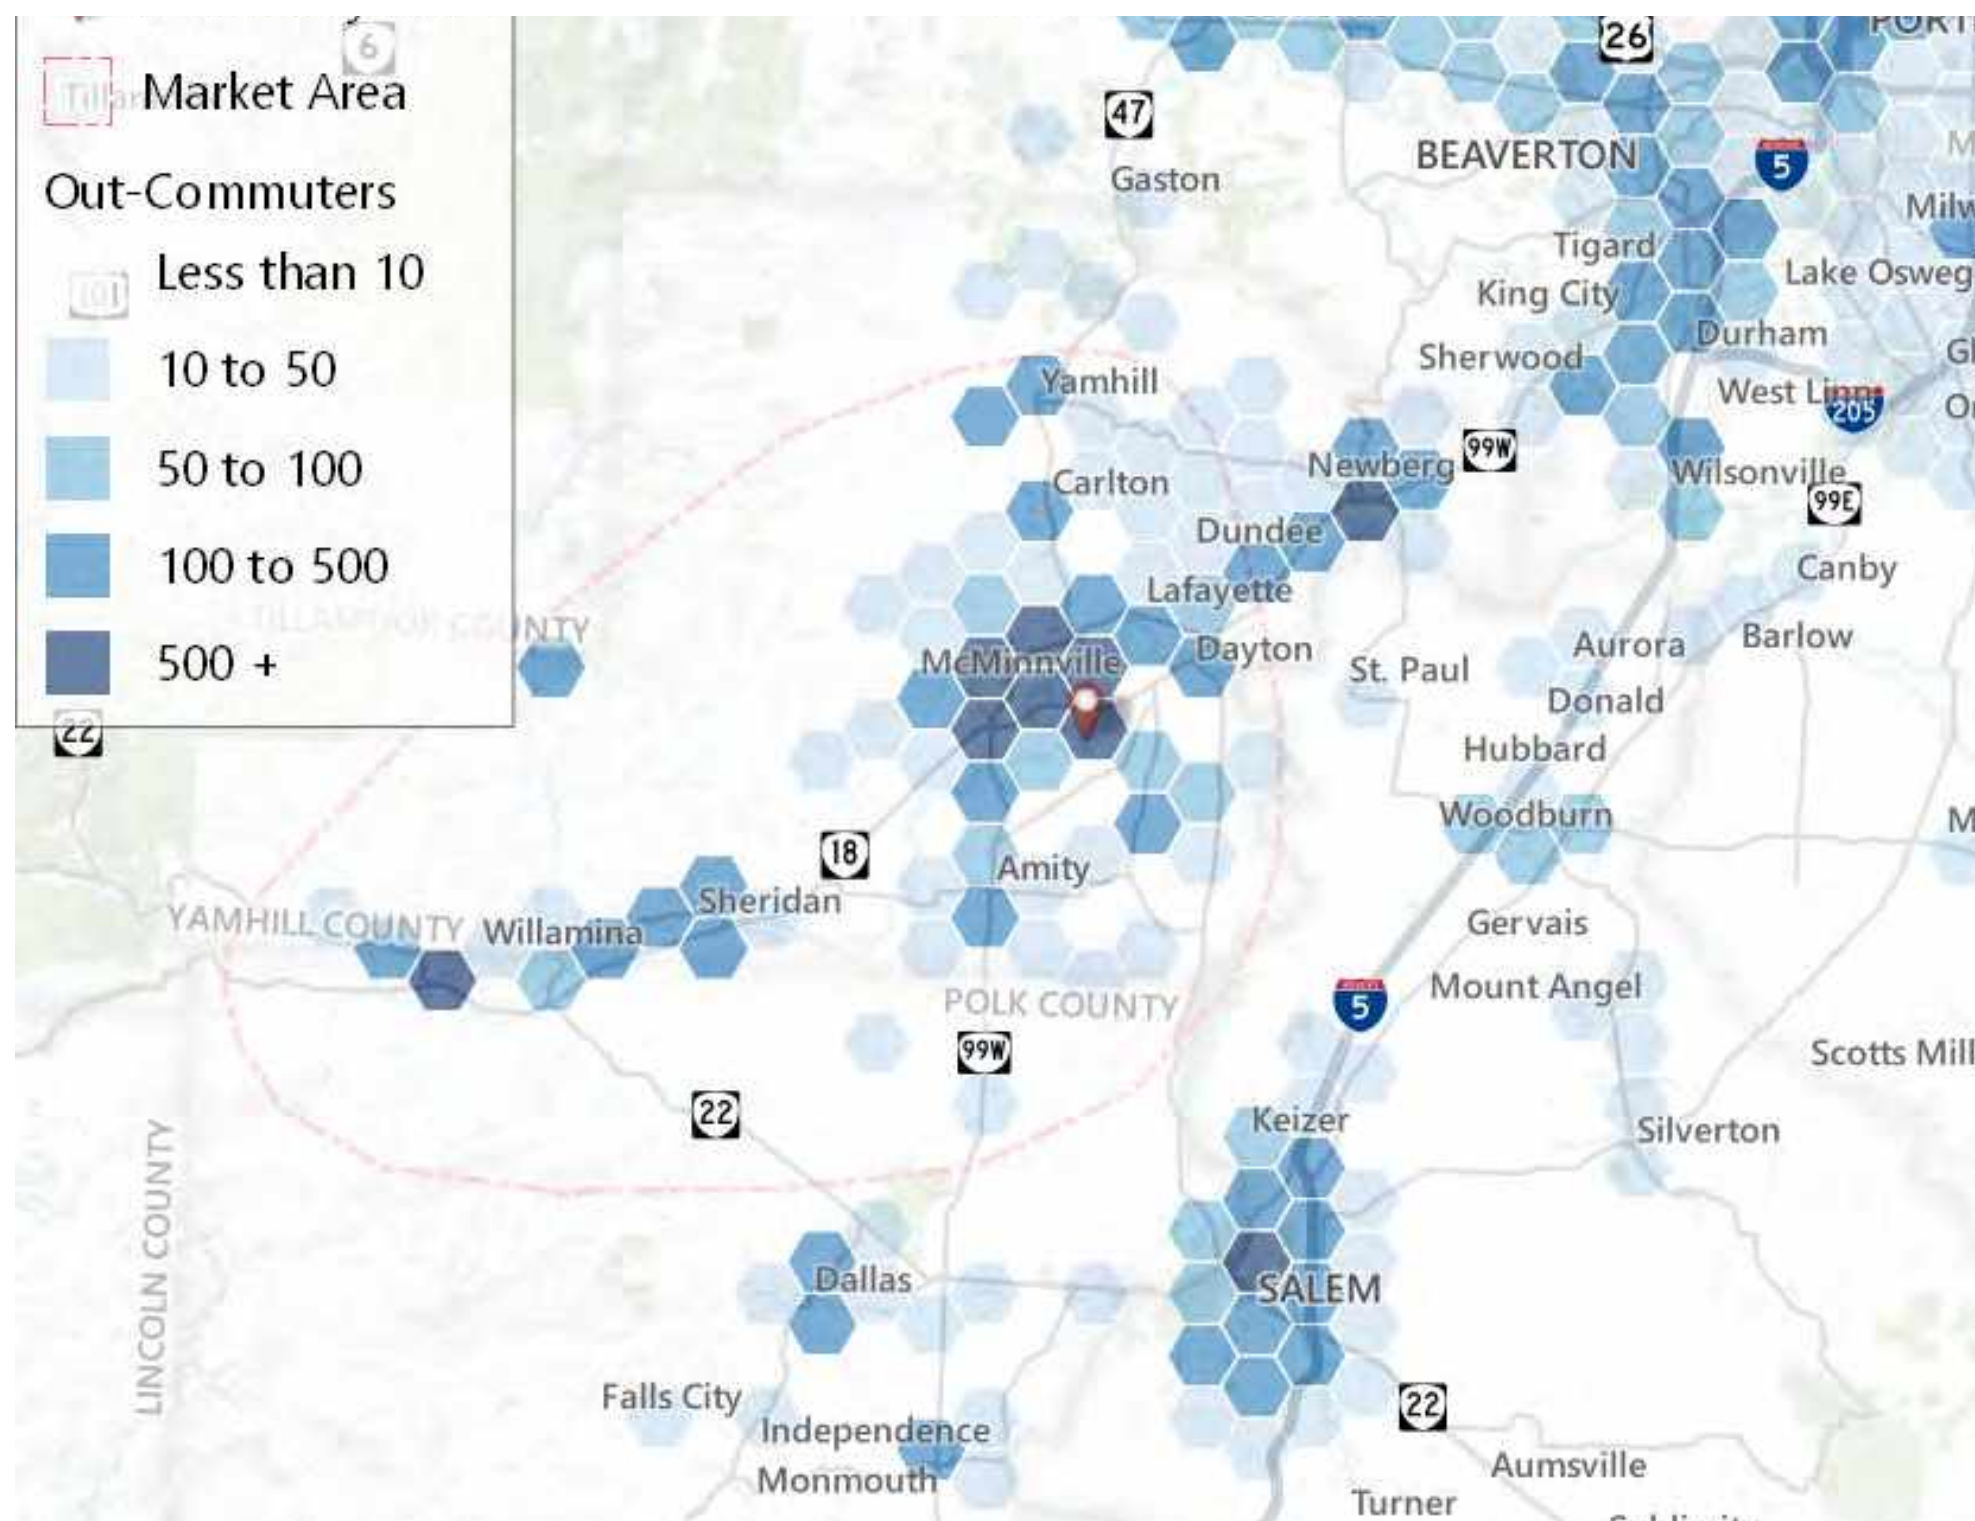 6
Market Area
Out-Commuters
Less than 10
101
10 to 50
50 to 100
100 to 500
500 +
22
26
47
Gaston
BEAVERTON
5
Tigard
King City
Lake Osweg
Durham
Sherwood
West Linn
205
Yamhill
99W
Newberg
Carlton
Wilsonville
99E
Dundee
Canby
Lafayette
TILLAMOOK COUNTY
McMinnville
Dayton
St. Paul
Aurora
Barlow
Donald
Hubbard
Woodburn
18
Amity
Sheridan
YAMHILL COUNTY
Willamina
Gervais
Mount Angel
5
POLK COUNTY
99W
Scotts Mill
22
Keizer
Silverton
LINCOLN COUNTY
Dallas
SALEM
Falls City
22
Independence
Monmouth
Aumsville
Turner